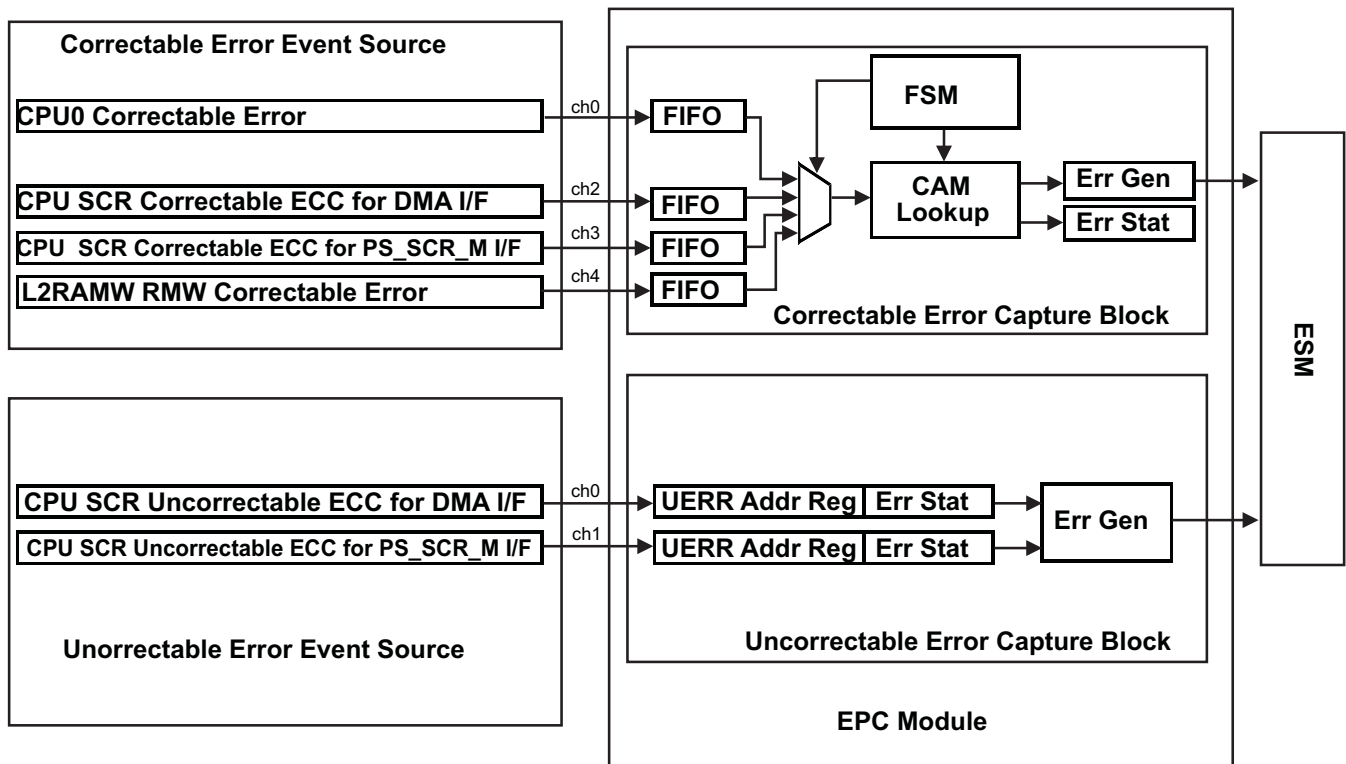 Correctable Error Event Source
CPU0 Correctable Error
ch0
FIFO
FSM
CPU SCR Correctable ECC for DMA I/F
ch2
FIFO
CAM
Lookup
Err Gen
Err Stat
CPU SCR Correctable ECC for PS_SCR_M I/F
ch3
FIFO
L2RAMW RMW Correctable Error
ch4
FIFO
Correctable Error Capture Block
ESM
CPU SCR Uncorrectable ECC for DMA I/F
ch0
UERR Addr Reg
Err Stat
Err Gen
CPU SCR Uncorrectable ECC for PS_SCR_M I/F
ch1
UERR Addr Reg
Err Stat
Unorrectable Error Event Source
Uncorrectable Error Capture Block
EPC Module